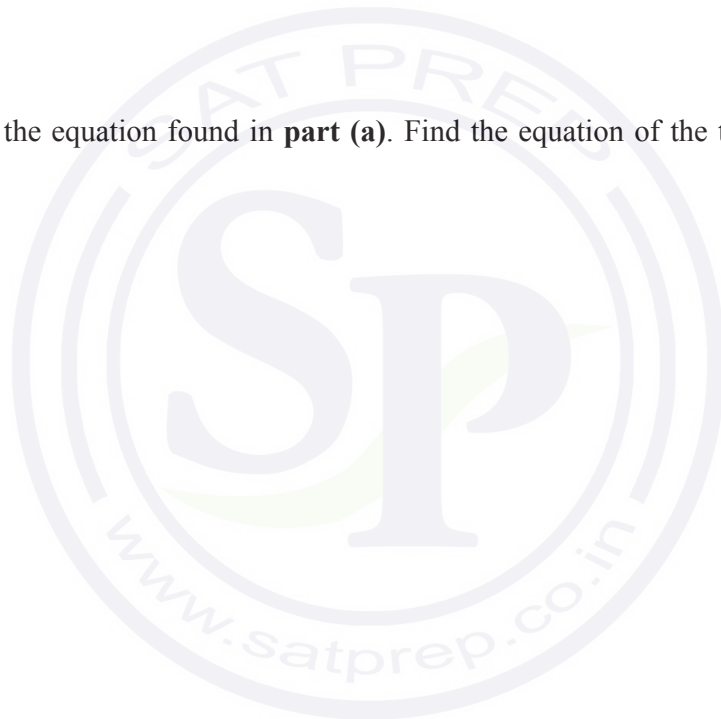 SAT PREP
the equation found in part (a). Find the equation of the
SP
www.satprep.co.in